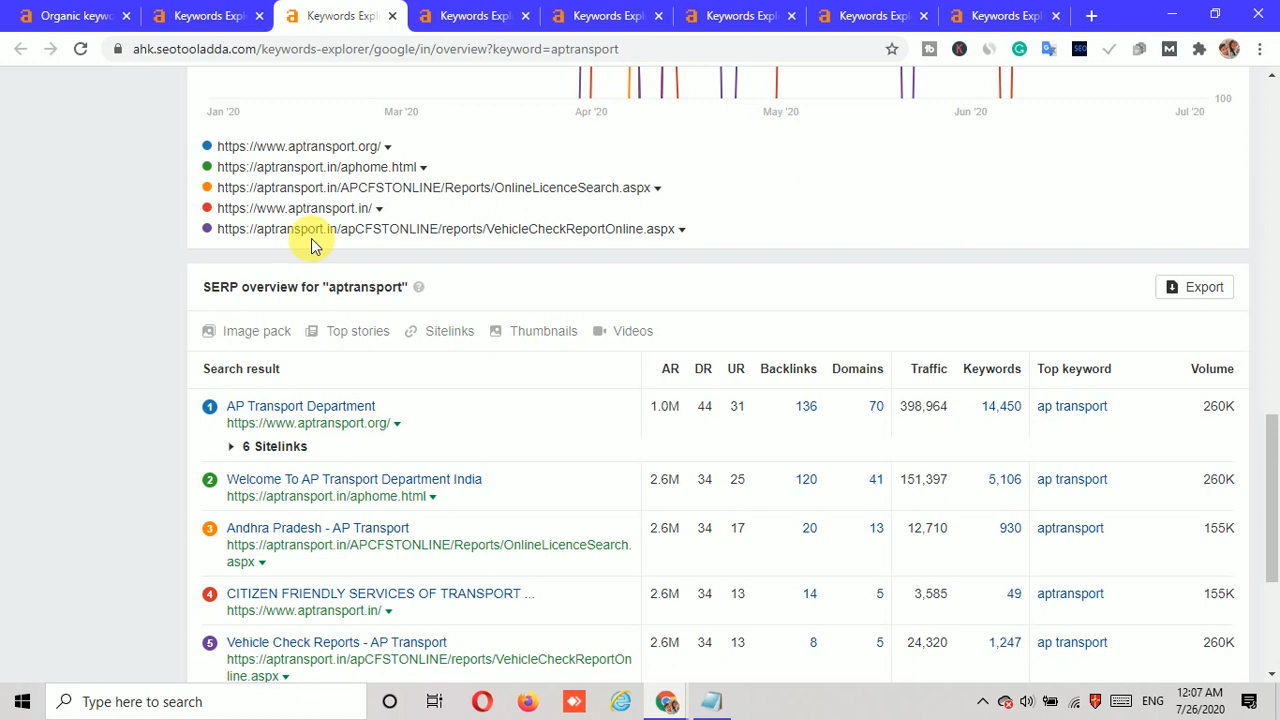 Organic keywo
Keywords Expl
Keywords Expl
Keywords Expl
Keywords Expl
Keywords Expl
Keywords Expl
Keywords Expl
ahk.seotooladda.com/keywords-explorer/google/in/overview?keyword=aptransport
100
Jan '20 Mar '20 Apr '20 May '20 Jun '20 Jul '20
https://www.aptransport.org/
https://aptransport.in/aphome.html
https://aptransport.in/APCFSTONLINE/Reports/OnlineLicenceSearch.aspx
https://www.aptransport.in/
https://aptransport.in/apCFSTONLINE/reports/VehicleCheckReportOnline.aspx
SERP overview for "aptransport" ?
Export
Image pack Top stories Sitelinks Thumbnails Videos
Search result AR DR UR Backlinks Domains Traffic Keywords Top keyword Volume
1 AP Transport Department 1.0M 44 31 136 70 398,964 14,450 ap transport 260K
https://www.aptransport.org/
6 Sitelinks
2 Welcome To AP Transport Department India 2.6M 34 25 120 41 151,397 5,106 ap transport 260K
https://aptransport.in/aphome.html
3 Andhra Pradesh - AP Transport 2.6M 34 17 20 13 12,710 930 aptransport 155K
https://aptransport.in/APCFSTONLINE/Reports/OnlineLicenceSearch.
aspx
4 CITIZEN FRIENDLY SERVICES OF TRANSPORT ... 2.6M 34 13 14 5 3,585 49 aptransport 155K
https://www.aptransport.in/
5 Vehicle Check Reports - AP Transport 2.6M 34 13 8 5 24,320 1,247 ap transport 260K
https://aptransport.in/apCFSTONLINE/reports/VehicleCheckReportOn
line.aspx
Type here to search
ENG
12:07 AM
7/26/2020